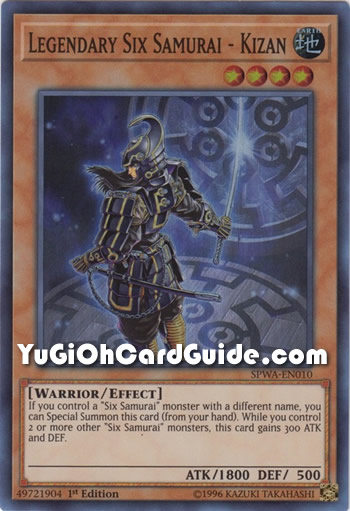 Legendary Six Samurai - Kizan
EARTH
地
YuGiOhCardGuide.com
SPWA-EN010
[Warrior/Effect]
If you control a "Six Samurai" monster with a different name, you
can Special Summon this card (from your hand). While you control
2 or more other "Six Samurai" monsters, this card gains 300 ATK
and DEF.
ATK/1800 DEF/ 500
49721904 1st Edition ©1996 KAZUKI TAKAHASHI